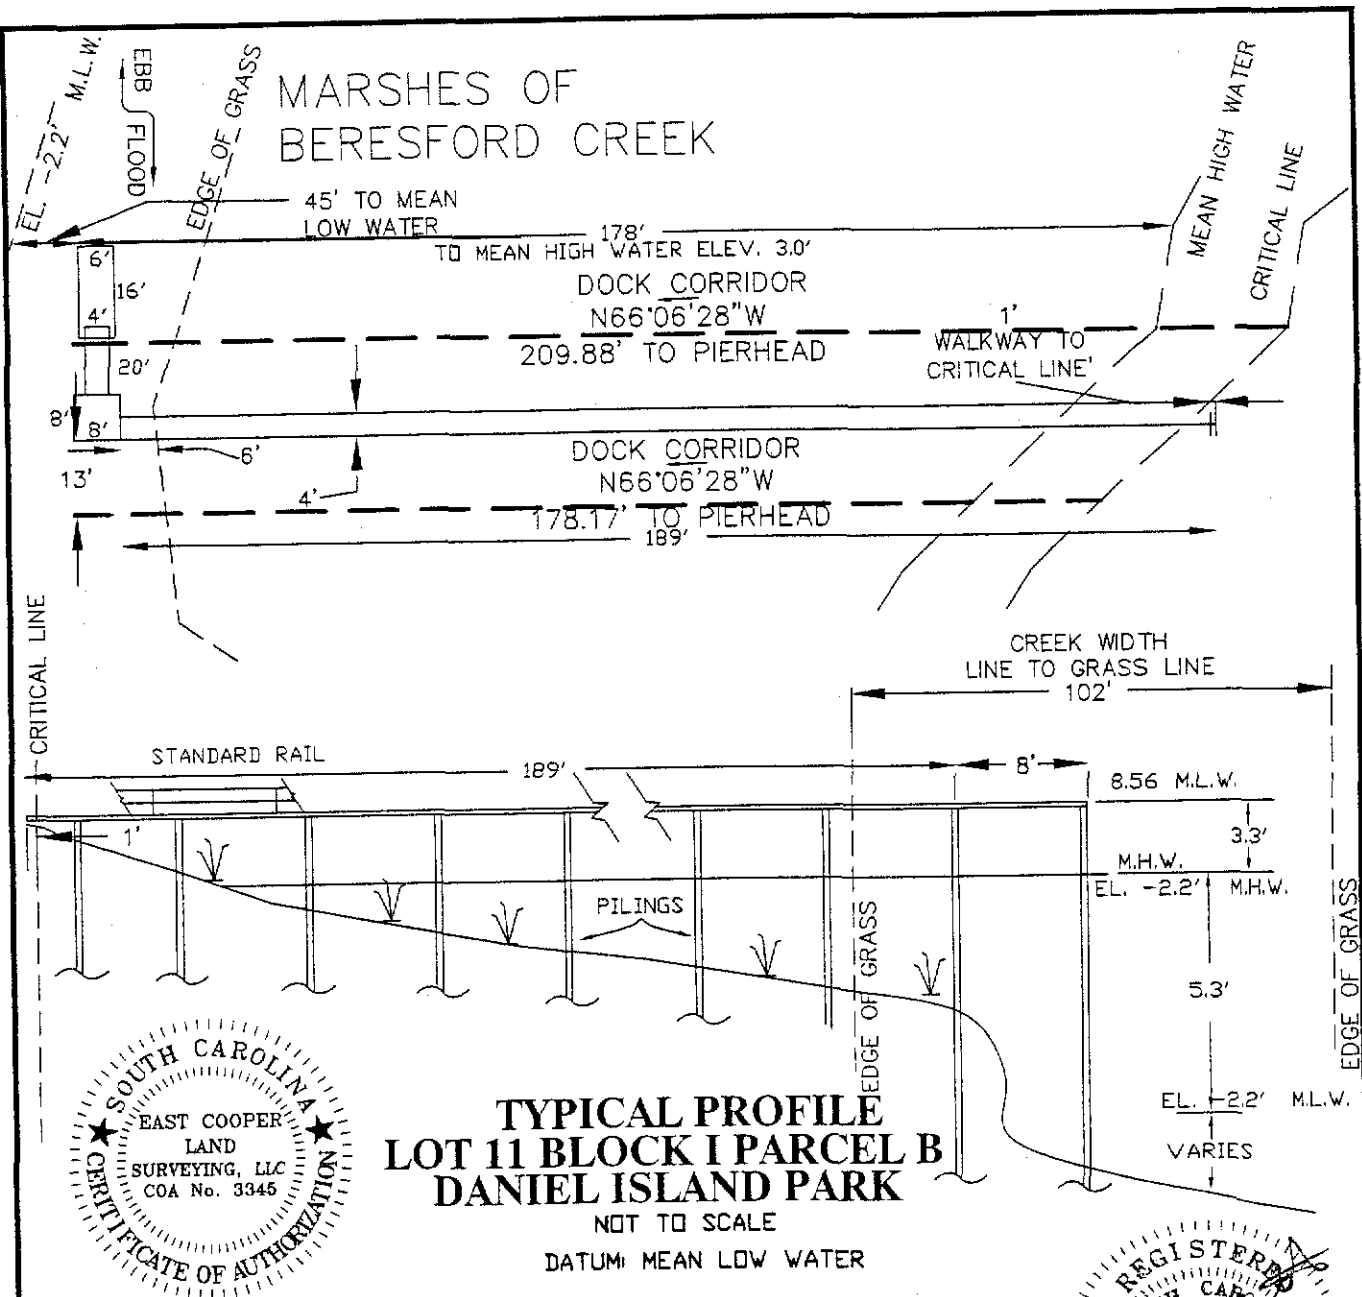 EL. -2.2' M.L.W.
EBB
FLOOD
EDGE OF GRASS
MARSHES OF
BERESFORD CREEK
45' TO MEAN
LOW WATER
178'
TO MEAN HIGH WATER ELEV. 3.0'
MEAN HIGH WATER
CRITICAL LINE
6'
16'
4'
DOCK CORRIDOR
N66°06'28"W
209.88' TO PIERHEAD
1'
WALKWAY TO
CRITICAL LINE'
20'
8'
8'
13'
6'
4'
DOCK CORRIDOR
N66°06'28"W
178.17' TO PIERHEAD
189'
CRITICAL LINE
CREEK WIDTH
LINE TO GRASS LINE
102'
STANDARD RAIL
189'
8'
8.56 M.L.W.
1'
3.3'
M.H.W.
EL. -2.2' M.H.W.
PILINGS
EDGE OF GRASS
EDGE OF GRASS
5.3'
EL. -2.2' M.L.W.
VARIES
SOUTH CAROLINA
EAST COOPER
LAND
SURVEYING, LLC
COA No. 3345
CERITIFICATE OF AUTHORIZATION
TYPICAL PROFILE
LOT 11 BLOCK I PARCEL B
DANIEL ISLAND PARK
NOT TO SCALE
DATUM: MEAN LOW WATER
REGISTERED